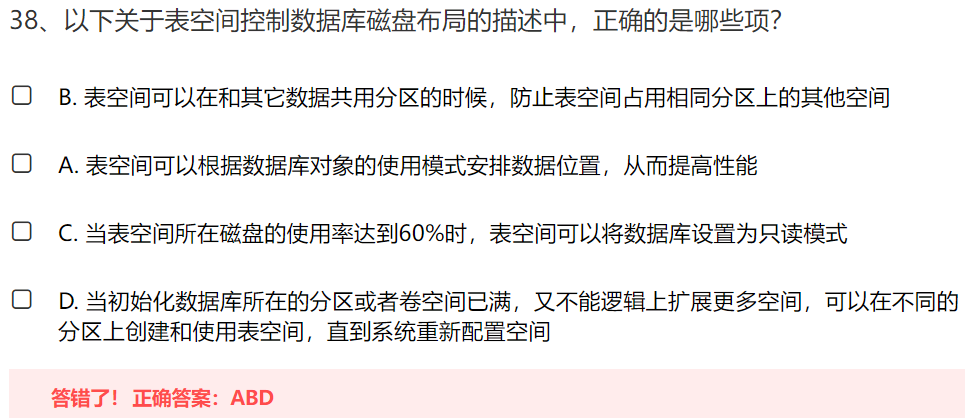 38、以下关于表空间控制数据库磁盘布局的描述中，正确的是哪些项？
B. 表空间可以在和其它数据共用分区的时候，防止表空间占用相同分区上的其他空间
A. 表空间可以根据数据库对象的使用模式安排数据位置，从而提高性能
C. 当表空间所在磁盘的使用率达到60%时，表空间可以将数据库设置为只读模式
D. 当初始化数据库所在的分区或者卷空间已满，又不能逻辑上扩展更多空间，可以在不同的
分区上创建和使用表空间，直到系统重新配置空间
答错了！正确答案：ABD